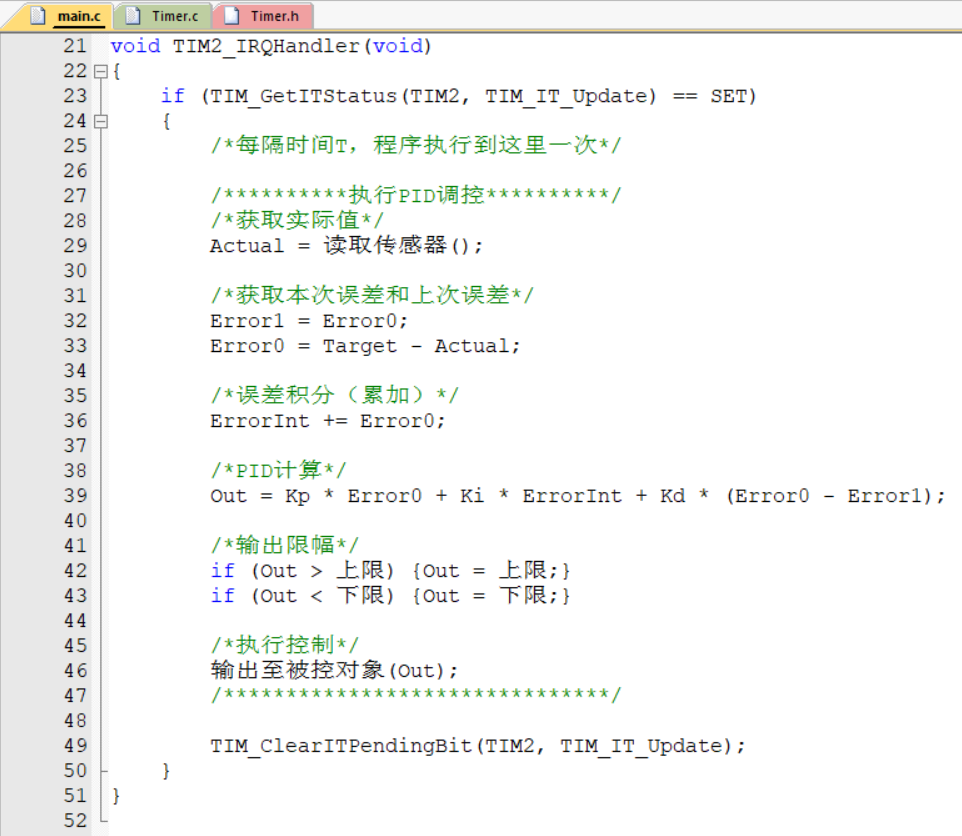 main.c Timer.c Timer.h
21 void TIM2_IRQHandler(void)
22 {
23 if (TIM_GetITStatus(TIM2, TIM_IT_Update) == SET)
24 {
25 /*每隔时间T，程序执行到这里一次*/
26
27 /**********执行PID调控**********/
28 /*获取实际值*/
29 Actual = 读取传感器();
30
31 /*获取本次误差和上次误差*/
32 Error1 = Error0;
33 Error0 = Target - Actual;
34
35 /*误差积分（累加）*/
36 ErrorInt += Error0;
37
38 /*PID计算*/
39 Out = Kp * Error0 + Ki * ErrorInt + Kd * (Error0 - Error1);
40
41 /*输出限幅*/
42 if (Out > 上限) {Out = 上限;}
43 if (Out < 下限) {Out = 下限;}
44
45 /*执行控制*/
46 输出至被控对象(Out);
47 /*******************************/
48
49 TIM_ClearITPendingBit(TIM2, TIM_IT_Update);
50 }
51 }
52